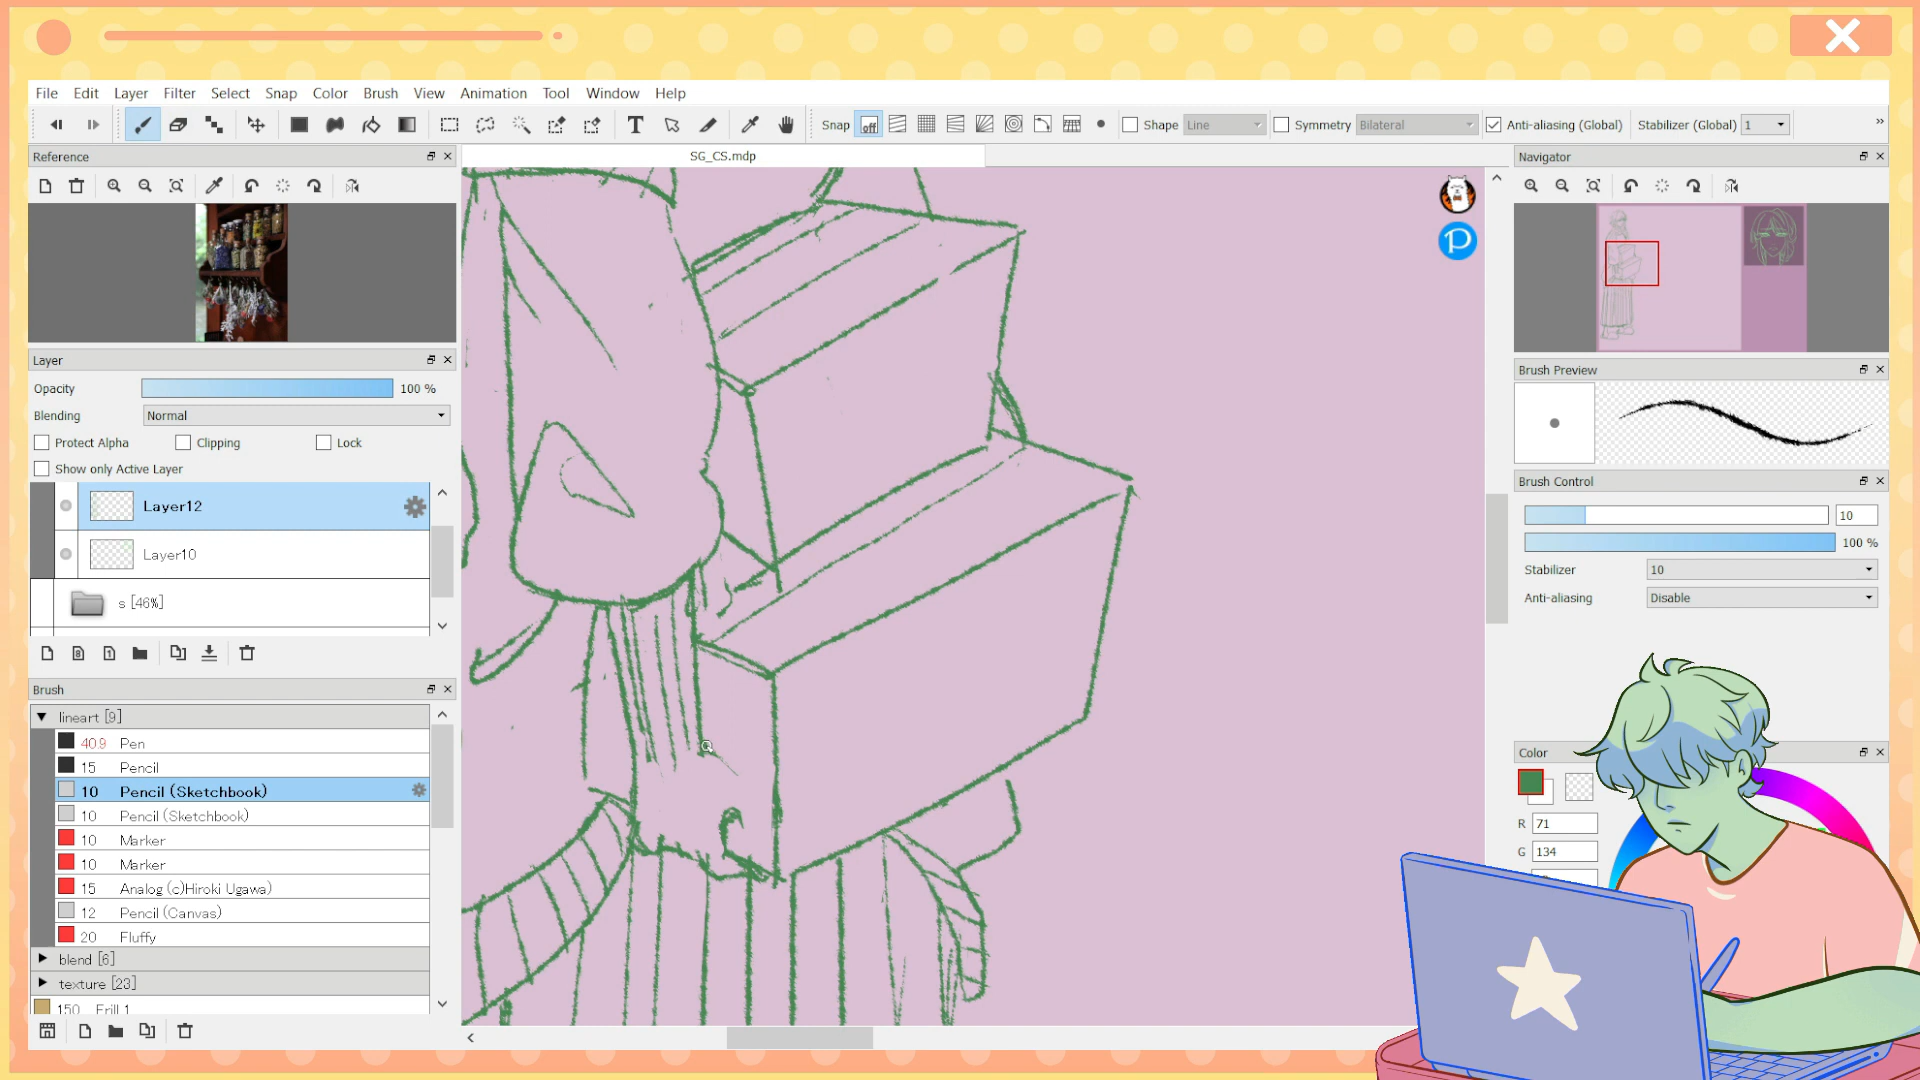 File Edit Layer Filter Select Snap Color Brush View Animation Tool Window Help
Snap off Shape Line Symmetry Bilateral Anti-aliasing (Global) Stabilizer (Global) 1 »
Reference
SG_CS.mdp
Navigator
Layer
Opacity 100 %
Blending Normal
Protect Alpha Clipping Lock
Show only Active Layer
Layer12
Layer10
s [46%]
Brush
lineart [9]
40.9 Pen
15 Pencil
10 Pencil (Sketchbook)
10 Pencil (Sketchbook)
10 Marker
10 Marker
15 Analog (c)Hiroki Ugawa)
12 Pencil (Canvas)
20 Fluffy
blend [6]
texture [23]
150 Frill 1
Brush Preview
Brush Control
10
100 %
Stabilizer 10
Anti-aliasing Disable
Color
R 71
G 134